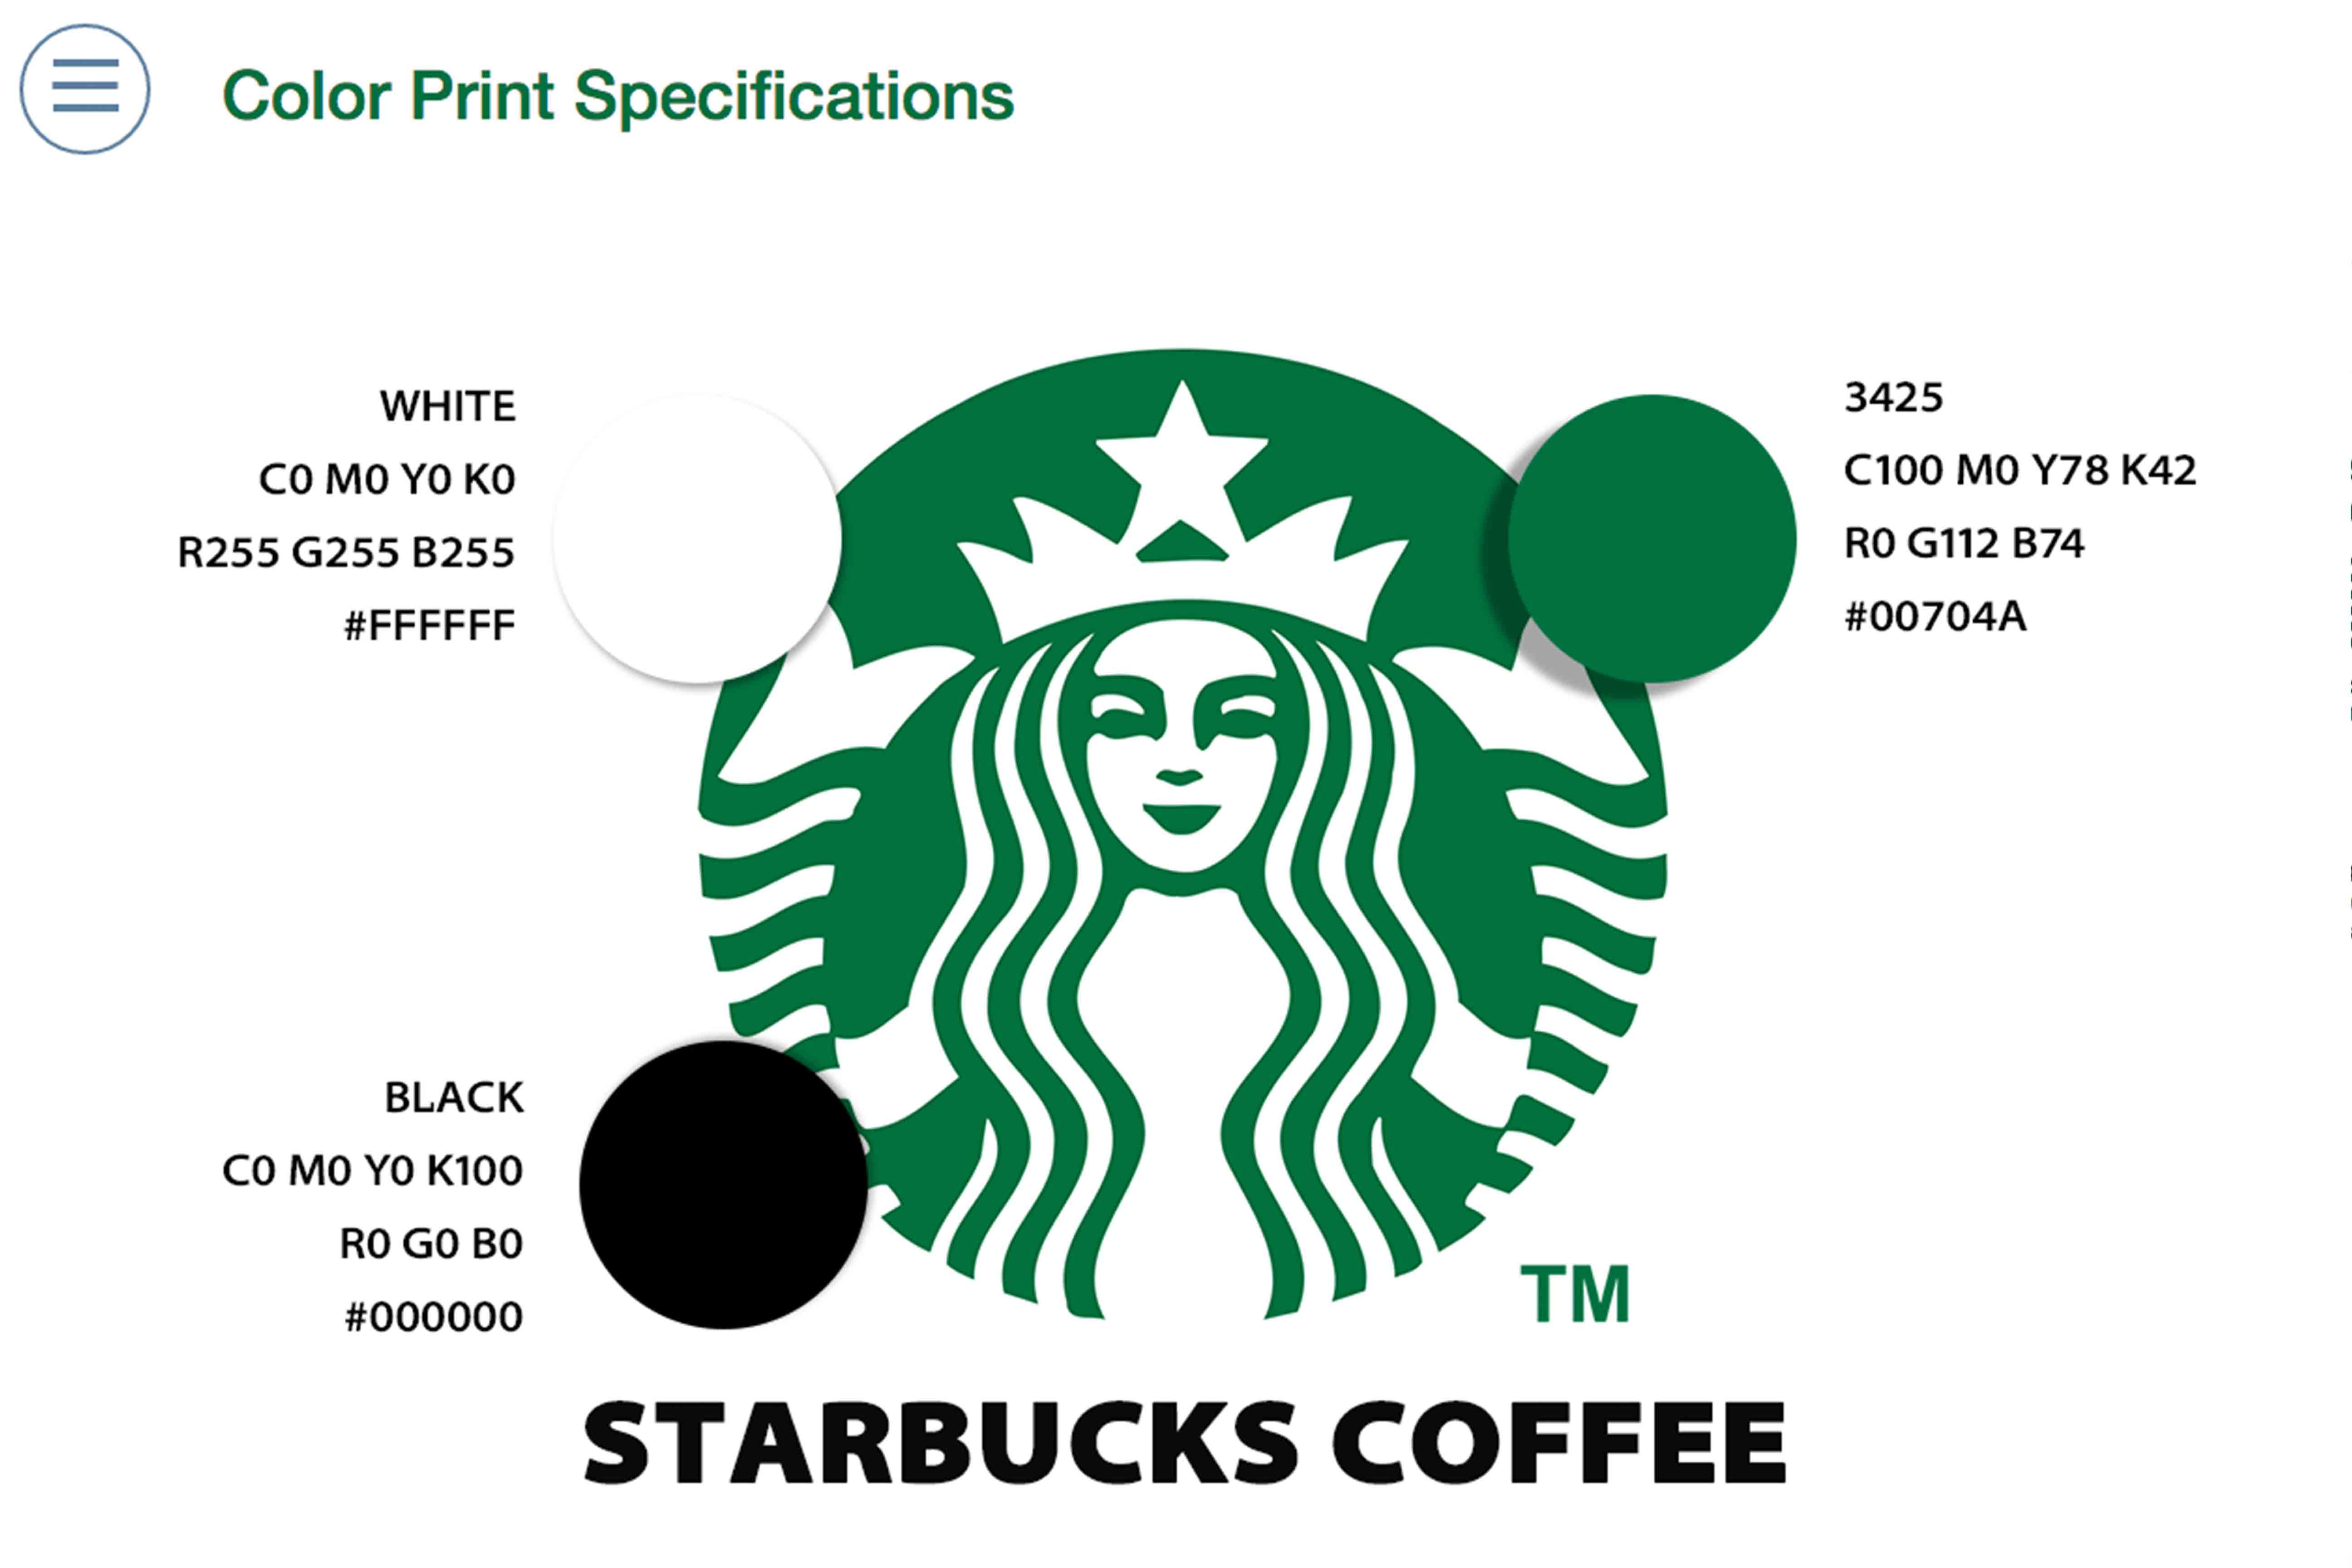 Color Print Specifications
WHITE
C0 M0 Y0 K0
R255 G255 B255
#FFFFFF
3425
C100 M0 Y78 K42
R0 G112 B74
#00704A
BLACK
C0 M0 Y0 K100
R0 G0 B0
#000000
TM
STARBUCKS COFFEE